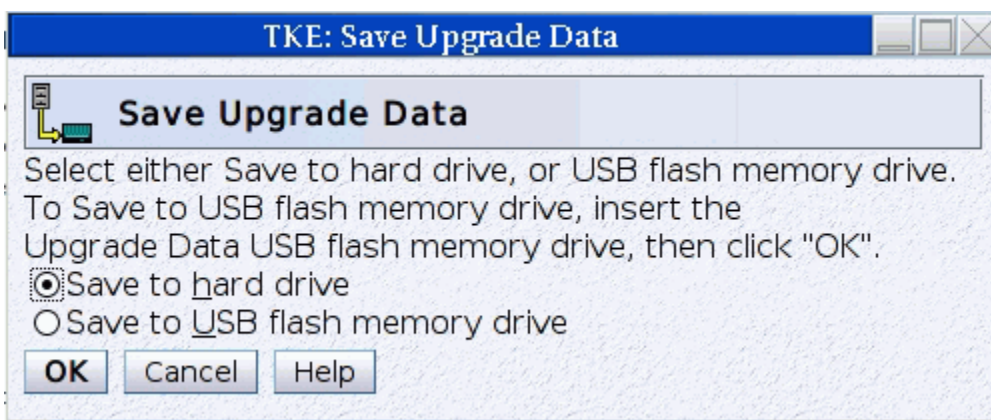 TKE: Save Upgrade Data
Save Upgrade Data
Select either Save to hard drive, or USB flash memory drive.
To Save to USB flash memory drive, insert the
Upgrade Data USB flash memory drive, then click "OK".
Save to hard drive
Save to USB flash memory drive
OK Cancel Help